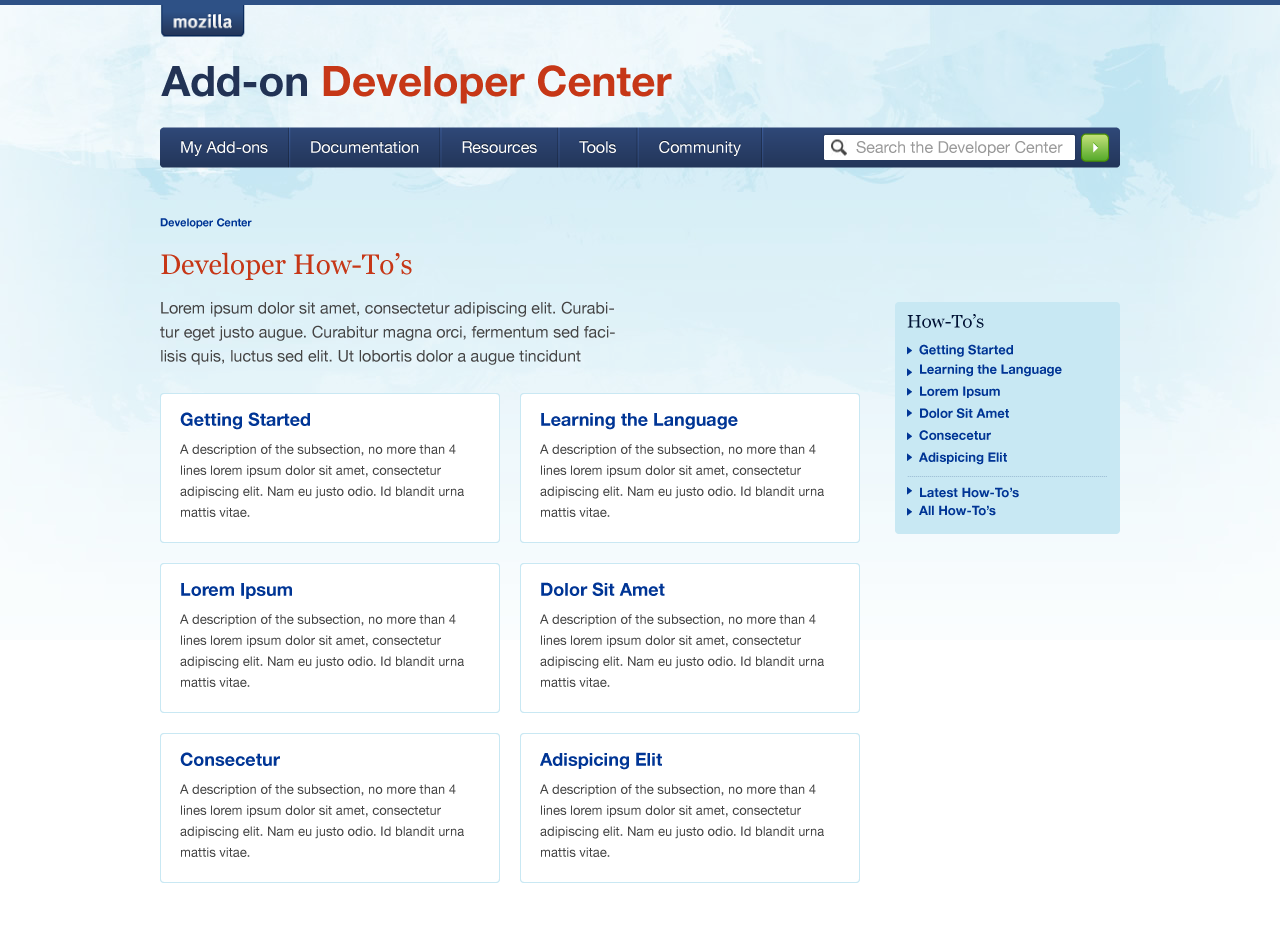 mozilla
Add-on Developer Center
My Add-ons Documentation Resources Tools Community Search the Developer Center
Developer Center
Developer How-To’s
Lorem ipsum dolor sit amet, consectetur adipiscing elit. Curabi-
tur eget justo augue. Curabitur magna orci, fermentum sed faci-
lisis quis, luctus sed elit. Ut lobortis dolor a augue tincidunt
Getting Started
A description of the subsection, no more than 4
lines lorem ipsum dolor sit amet, consectetur
adipiscing elit. Nam eu justo odio. Id blandit urna
mattis vitae.
Learning the Language
A description of the subsection, no more than 4
lines lorem ipsum dolor sit amet, consectetur
adipiscing elit. Nam eu justo odio. Id blandit urna
mattis vitae.
Lorem Ipsum
A description of the subsection, no more than 4
lines lorem ipsum dolor sit amet, consectetur
adipiscing elit. Nam eu justo odio. Id blandit urna
mattis vitae.
Dolor Sit Amet
A description of the subsection, no more than 4
lines lorem ipsum dolor sit amet, consectetur
adipiscing elit. Nam eu justo odio. Id blandit urna
mattis vitae.
Consecetur
A description of the subsection, no more than 4
lines lorem ipsum dolor sit amet, consectetur
adipiscing elit. Nam eu justo odio. Id blandit urna
mattis vitae.
Adispicing Elit
A description of the subsection, no more than 4
lines lorem ipsum dolor sit amet, consectetur
adipiscing elit. Nam eu justo odio. Id blandit urna
mattis vitae.
How-To’s
Getting Started
Learning the Language
Lorem Ipsum
Dolor Sit Amet
Consecetur
Adispicing Elit
Latest How-To’s
All How-To’s